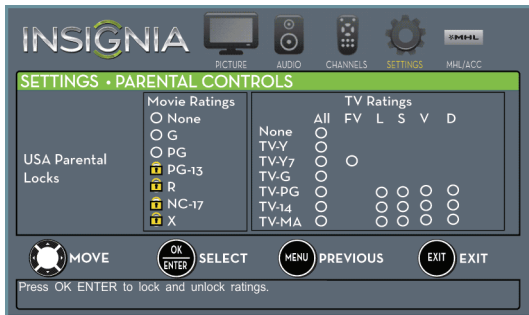 INSIGNIA
PICTURE AUDIO CHANNELS SETTINGS MHL MHL/ACC
SETTINGS • PARENTAL CONTROLS
USA Parental
Locks
Movie Ratings
None
G
PG
PG-13
R
NC-17
X
TV Ratings
All FV L S V D
None
TV-Y
TV-Y7
TV-G
TV-PG
TV-14
TV-MA
MOVE OK ENTER SELECT MENU PREVIOUS EXIT EXIT
Press OK ENTER to lock and unlock ratings.